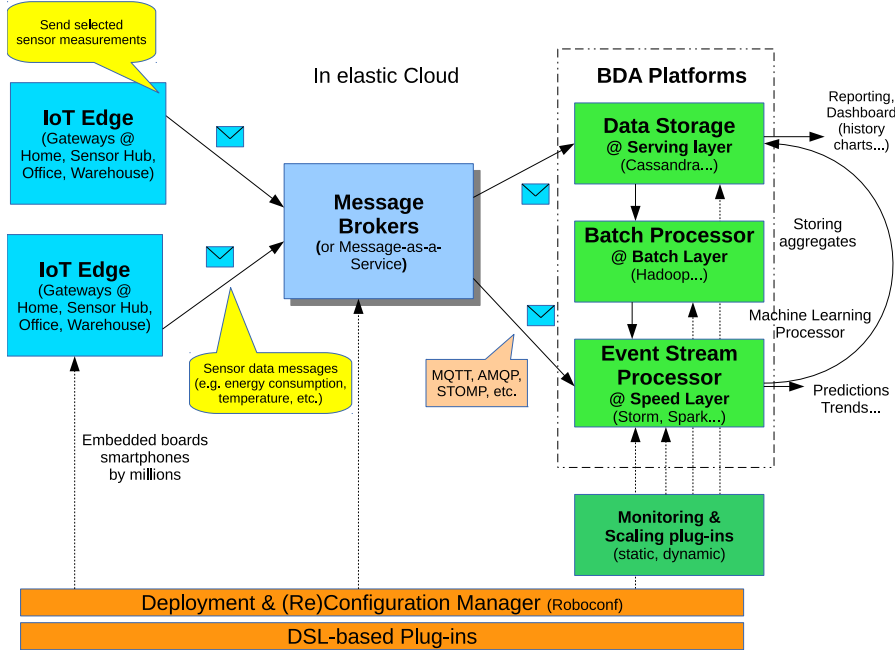 Send selected
sensor measurements
In elastic Cloud
BDA Platforms
IoT Edge
(Gateways @
Home, Sensor Hub,
Office, Warehouse)
Data Storage
@ Serving layer
(Cassandra...)
Reporting,
Dashboard
(history
charts...)
Message
Brokers
(or Message-as-a-
Service)
Batch Processor
@ Batch Layer
(Hadoop...)
Storing
aggregates
IoT Edge
(Gateways @
Home, Sensor Hub,
Office, Warehouse)
Machine Learning
Processor
Sensor data messages
(e.g. energy consumption,
temperature, etc.)
MQTT, AMQP,
STOMP, etc.
Event Stream
Processor
@ Speed Layer
(Storm, Spark...)
Predictions
Trends...
Embedded boards
smartphones
by millions
Monitoring &
Scaling plug-ins
(static, dynamic)
Deployment & (Re)Configuration Manager (Roboconf)
DSL-based Plug-ins